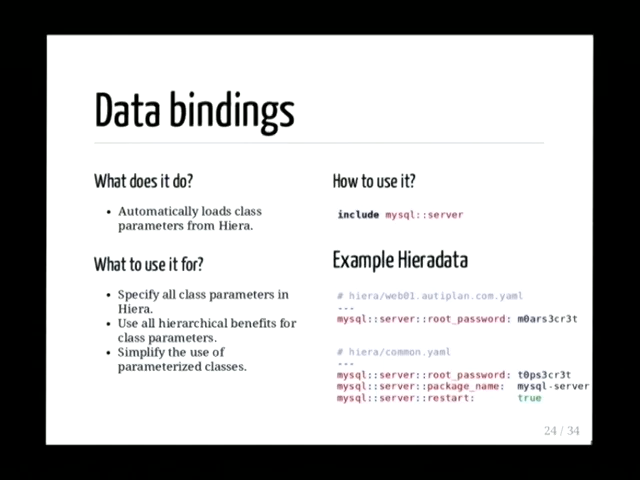 Data bindings
What does it do?
• Automatically loads class
parameters from Hiera.
What to use it for?
• Specify all class parameters in
Hiera.
• Use all hierarchical benefits for
class parameters.
• Simplify the use of
parameterized classes.
How to use it?
include mysql::server
Example Hieradata
# hiera/web01.autiplan.com.yaml
---
mysql::server::root_password: m0ars3cr3t
# hiera/common.yaml
---
mysql::server::root_password: t0ps3cr3t
mysql::server::package_name: mysql-server
mysql::server::restart: true
24 / 34